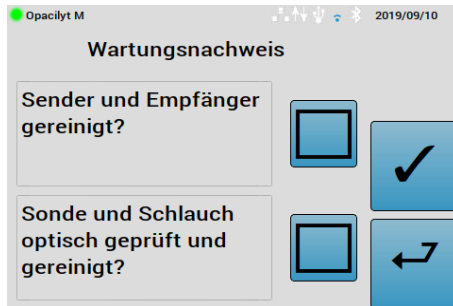 Opacilyt M 2019/09/10
Wartungsnachweis
Sender und Empfänger
gereinigt?
Sonde und Schlauch
optisch geprüft und
gereinigt?